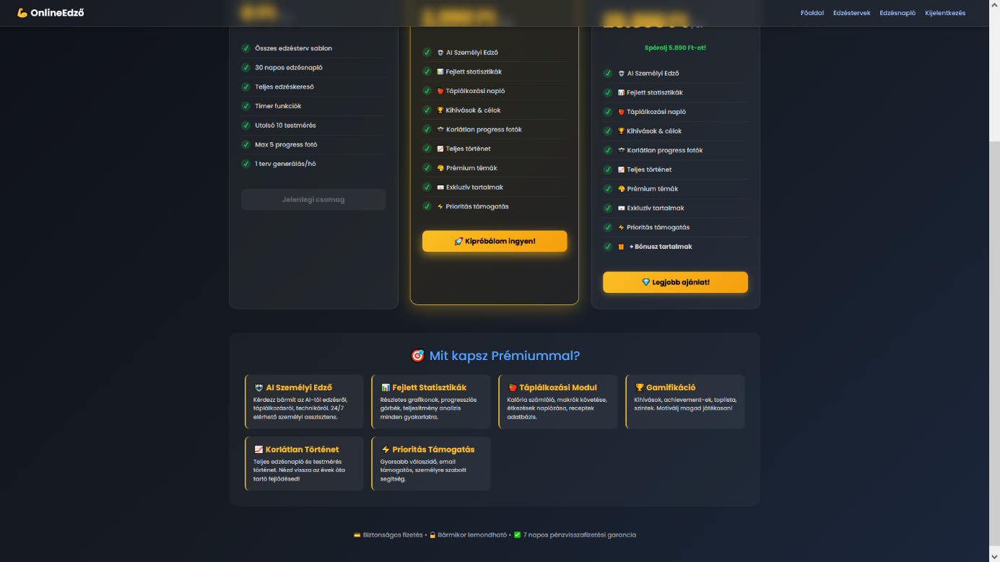 💪 OnlineEdző
Főoldal Edzéstervek Edzésnapló Kijelentkezés
✓ Összes edzésterv sablon
✓ 30 napos edzésnapló
✓ Teljes edzéskereső
✓ Timer funkciók
✓ Utolsó 10 testmérés
✓ Max 5 progress fotó
✓ 1 terv generálás/hó
Jelenlegi csomag
✓ 🤖 AI Személyi Edző
✓ 📊 Fejlett statisztikák
✓ 🍎 Táplálkozási napló
✓ 🏆 Kihívások & célok
✓ 📸 Korlátlan progress fotók
✓ 📈 Teljes történet
✓ 🎨 Prémium témák
✓ 📧 Exkluzív tartalmak
✓ ⚡ Prioritás támogatás
🚀 Kipróbálom ingyen!
Spórolj 5.890 Ft-ot!
✓ 🤖 AI Személyi Edző
✓ 📊 Fejlett statisztikák
✓ 🍎 Táplálkozási napló
✓ 🏆 Kihívások & célok
✓ 📸 Korlátlan progress fotók
✓ 📈 Teljes történet
✓ 🎨 Prémium témák
✓ 📧 Exkluzív tartalmak
✓ ⚡ Prioritás támogatás
✓ 🎁 + Bónusz tartalmak
💎 Legjobb ajánlat!
🎯 Mit kapsz Prémiummal?
🤖 AI Személyi Edző
Kérdezz bármit az AI-tól edzésről,
táplálkozásról, technikáról. 24/7
elérhető személyi asszisztens.
📊 Fejlett Statisztikák
Részletes grafikonok, progressziós
görbék, teljesítmény analízis
minden gyakorlatra.
🍎 Táplálkozási Modul
Kalória számláló, makrók követése,
étkezések naplózása, receptek
adatbázis.
🏆 Gamifikáció
Kihívások, achievement-ek, toplista,
szintek. Motiválj magad játékosan!
📈 Korlátlan Történet
Teljes edzésnapló és testmérés
történet. Nézd vissza az évek óta
tartó fejlődésed!
⚡ Prioritás Támogatás
Gyorsabb válaszidő, email
támogatás, személyre szabott
segítség.
💳 Biztonságos fizetés • 🔒 Bármikor lemondható • ✅ 7 napos pénzvisszafizetési garancia